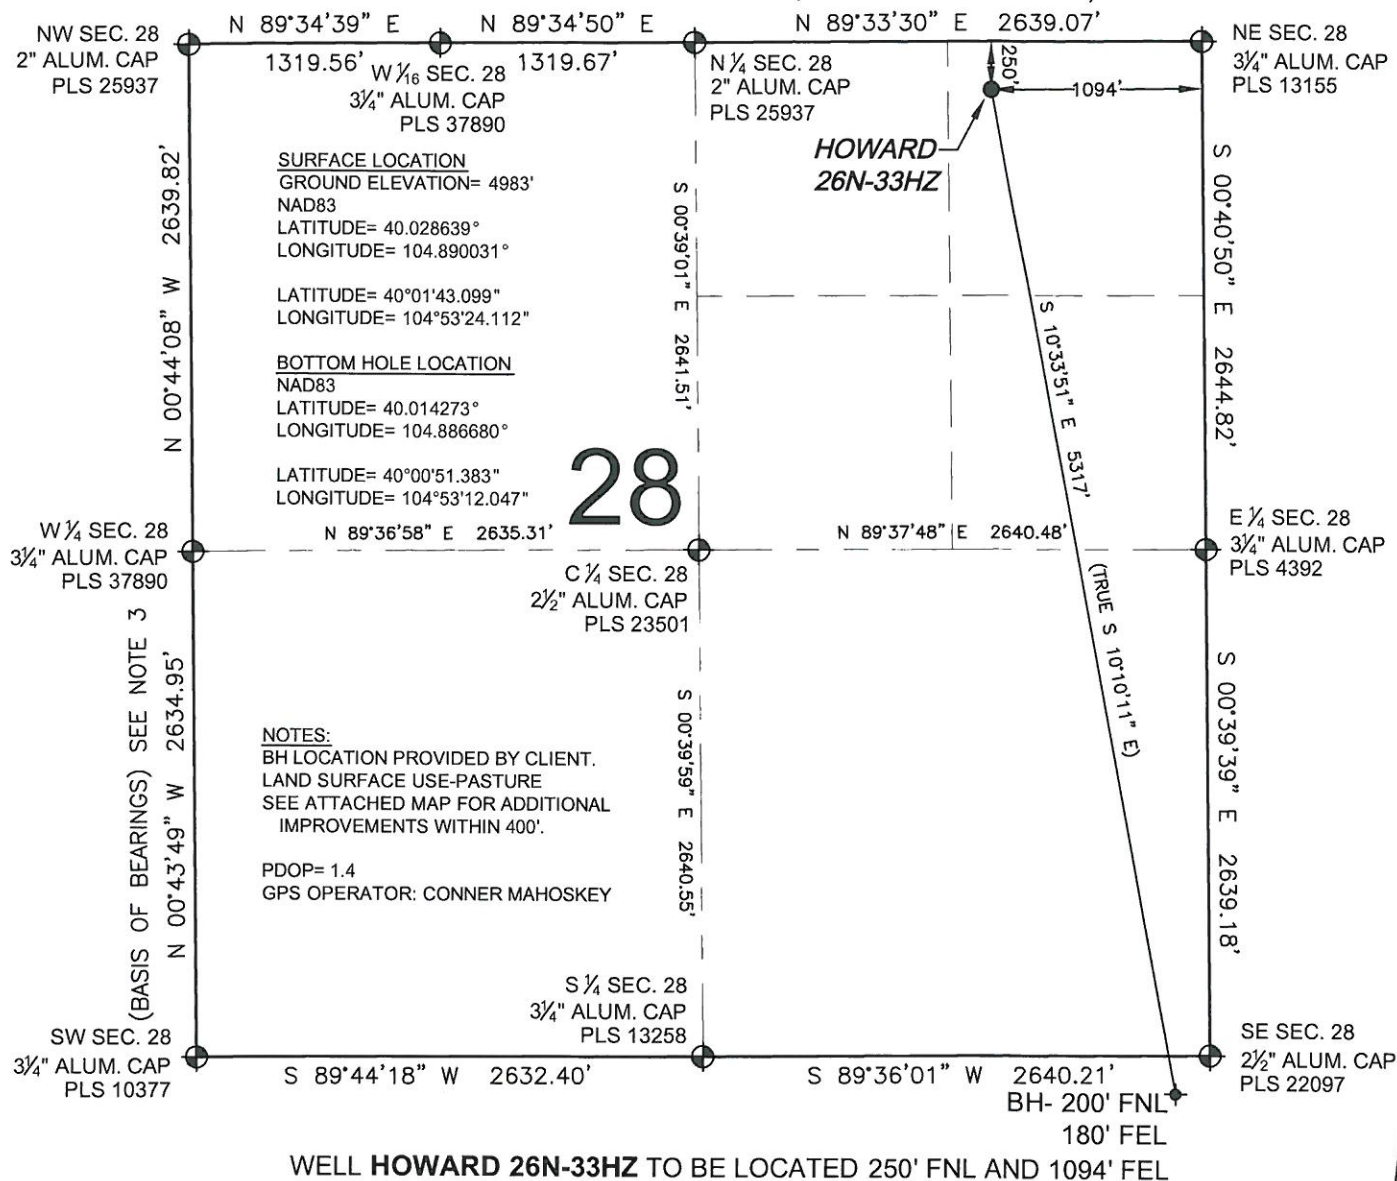 N 89°34'39" E
N 89°34'50" E
N 89°33'30" E 2639.07'
NW SEC. 28
2" ALUM. CAP
PLS 25937
1319.56'
W 1⁄16 SEC. 28
3¼" ALUM. CAP
PLS 37890
1319.67'
N ¼ SEC. 28
2" ALUM. CAP
PLS 25937
250'
1094'
NE SEC. 28
3¼" ALUM. CAP
PLS 13155
HOWARD
26N-33HZ
SURFACE LOCATION
GROUND ELEVATION= 4983'
NAD83
LATITUDE= 40.028639°
LONGITUDE= 104.890031°
LATITUDE= 40°01'43.099"
LONGITUDE= 104°53'24.112"
BOTTOM HOLE LOCATION
NAD83
LATITUDE= 40.014273°
LONGITUDE= 104.886680°
LATITUDE= 40°00'51.383"
LONGITUDE= 104°53'12.047"
N 00°44'08" W 2639.82'
S 00°39'01" E 2641.51'
S 10°33'51" E 5317'
(TRUE S 10°10'11" E)
S 00°40'50" E 2644.82'
28
W ¼ SEC. 28
3¼" ALUM. CAP
PLS 37890
N 89°36'58" E 2635.31'
C ¼ SEC. 28
2½" ALUM. CAP
PLS 23501
N 89°37'48" E 2640.48'
E ¼ SEC. 28
3¼" ALUM. CAP
PLS 4392
(BASIS OF BEARINGS) SEE NOTE 3
N 00°43'49" W 2634.95'
NOTES:
BH LOCATION PROVIDED BY CLIENT.
LAND SURFACE USE-PASTURE
SEE ATTACHED MAP FOR ADDITIONAL
IMPROVEMENTS WITHIN 400'.
PDOP= 1.4
GPS OPERATOR: CONNER MAHOSKEY
S 00°39'59" E 2640.55'
S 00°39'39" E 2639.18'
SW SEC. 28
3¼" ALUM. CAP
PLS 10377
S ¼ SEC. 28
3¼" ALUM. CAP
PLS 13258
SE SEC. 28
2½" ALUM. CAP
PLS 22097
S 89°44'18" W 2632.40'
S 89°36'01" W 2640.21'
BH- 200' FNL
180' FEL
WELL HOWARD 26N-33HZ TO BE LOCATED 250' FNL AND 1094' FEL